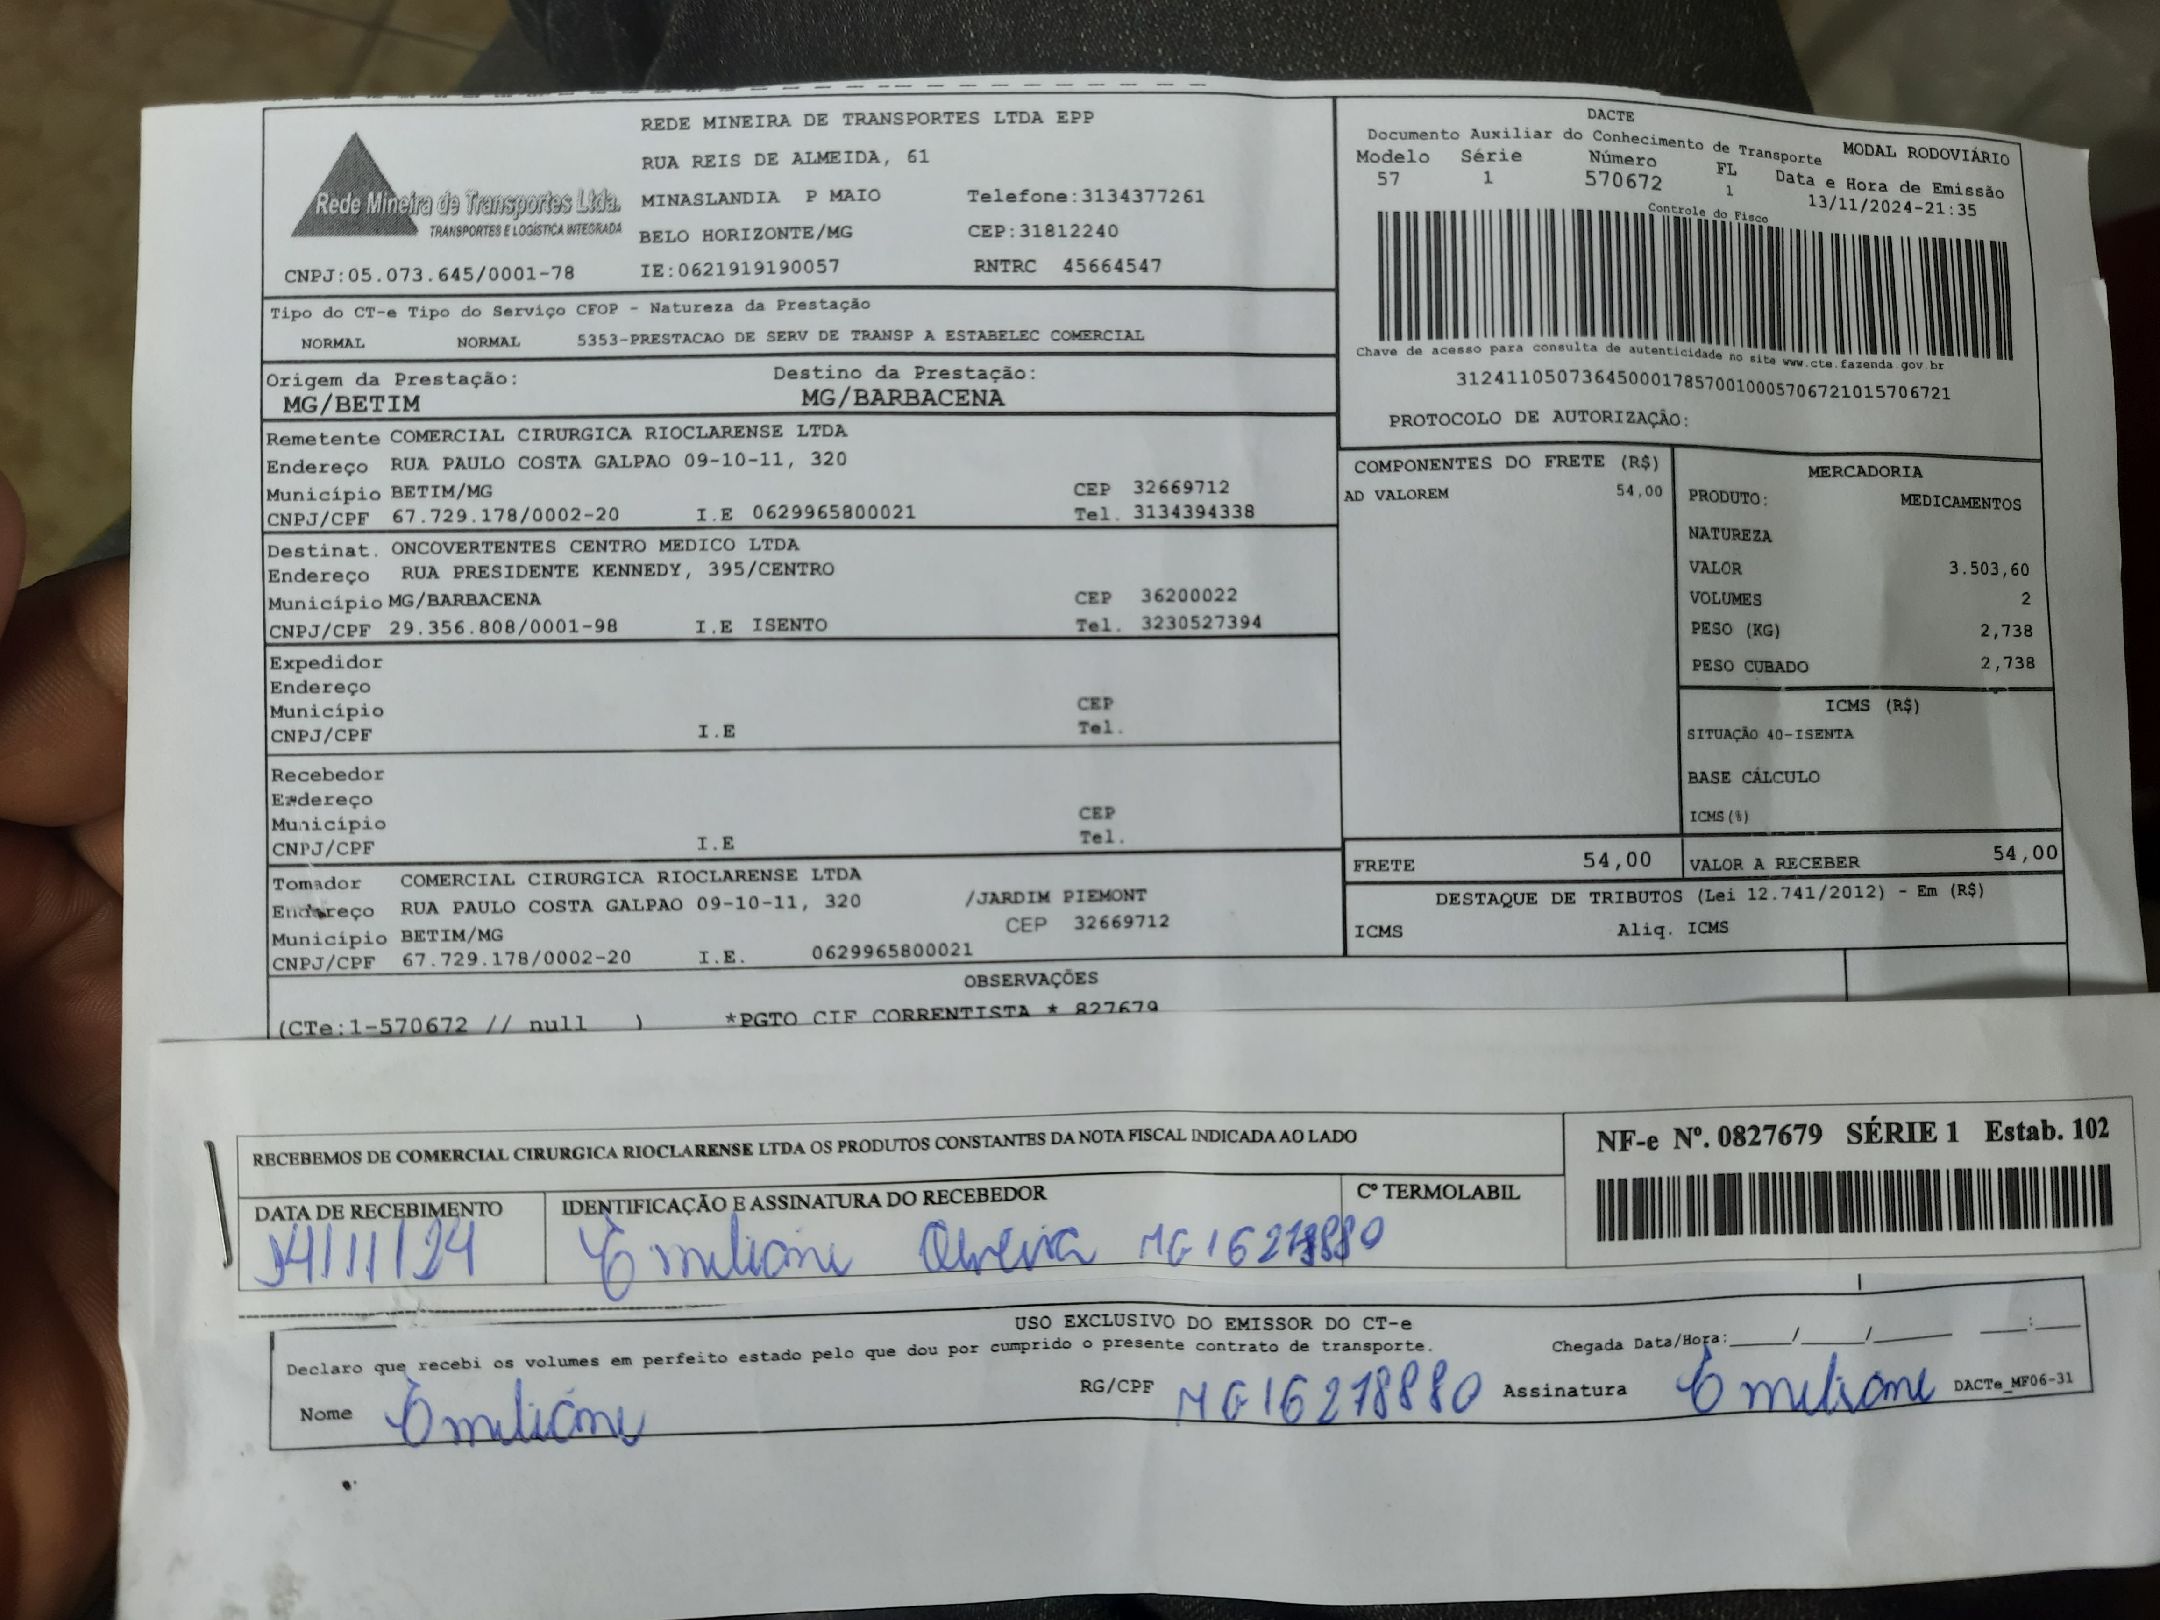 REDE MINEIRA DE TRANSPORTES LTDA EPP
RUA REIS DE ALMEIDA, 61
Rede Mineira de Transportes Ltda.
TRANSPORTES E LOGÍSTICA INTEGRADA
MINASLANDIA P MAIO Telefone:3134377261
BELO HORIZONTE/MG CEP:31812240
CNPJ:05.073.645/0001-78 IE:0621919190057 RNTRC 45664547
DACTE
Documento Auxiliar do Conhecimento de Transporte MODAL RODOVIÁRIO
Modelo Série Número FL Data e Hora de Emissão
57 1 570672 1 13/11/2024-21:35
Controle do Fisco
Chave de acesso para consulta de autenticidade no site www.cte.fazenda.gov.br
31241105073645000178570010005706721015706721
PROTOCOLO DE AUTORIZAÇÃO:
Tipo do CT-e Tipo do Serviço CFOP - Natureza da Prestação
NORMAL NORMAL 5353-PRESTACAO DE SERV DE TRANSP A ESTABELEC COMERCIAL
Origem da Prestação: Destino da Prestação:
MG/BETIM MG/BARBACENA
Remetente COMERCIAL CIRURGICA RIOCLARENSE LTDA
Endereço RUA PAULO COSTA GALPAO 09-10-11, 320
Município BETIM/MG CEP 32669712
CNPJ/CPF 67.729.178/0002-20 I.E 0629965800021 Tel. 3134394338
Destinat. ONCOVERTENTES CENTRO MEDICO LTDA
Endereço RUA PRESIDENTE KENNEDY, 395/CENTRO
Município MG/BARBACENA CEP 36200022
CNPJ/CPF 29.356.808/0001-98 I.E ISENTO Tel. 3230527394
Expedidor
Endereço
Município CEP
CNPJ/CPF I.E Tel.
Recebedor
Endereço
Município CEP
CNPJ/CPF I.E Tel.
Tomador COMERCIAL CIRURGICA RIOCLARENSE LTDA
Endereço RUA PAULO COSTA GALPAO 09-10-11, 320 /JARDIM PIEMONT
Município BETIM/MG CEP 32669712
CNPJ/CPF 67.729.178/0002-20 I.E. 0629965800021
COMPONENTES DO FRETE (R$)
AD VALOREM 54,00
MERCADORIA
PRODUTO: MEDICAMENTOS
NATUREZA
VALOR 3.503,60
VOLUMES 2
PESO (KG) 2,738
PESO CUBADO 2,738
ICMS (R$)
SITUAÇÃO 40-ISENTA
BASE CÁLCULO
ICMS(%)
FRETE 54,00 VALOR A RECEBER 54,00
DESTAQUE DE TRIBUTOS (Lei 12.741/2012) - Em (R$)
ICMS Aliq. ICMS
OBSERVAÇÕES
(CTe:1-570672 // null ) *PGTO CIF CORRENTISTA * 827679
RECEBEMOS DE COMERCIAL CIRURGICA RIOCLARENSE LTDA OS PRODUTOS CONSTANTES DA NOTA FISCAL INDICADA AO LADO
NF-e Nº. 0827679 SÉRIE 1 Estab. 102
DATA DE RECEBIMENTO IDENTIFICAÇÃO E ASSINATURA DO RECEBEDOR Cº TERMOLABIL
14/11/24 Emiliani Oliveira MG16278880
USO EXCLUSIVO DO EMISSOR DO CT-e
Declaro que recebi os volumes em perfeito estado pelo que dou por cumprido o presente contrato de transporte. Chegada Data/Hora:_____/_____/______ ____:____
Nome Emiliani RG/CPF MG16278880 Assinatura Emiliani DACTe_MF06-31